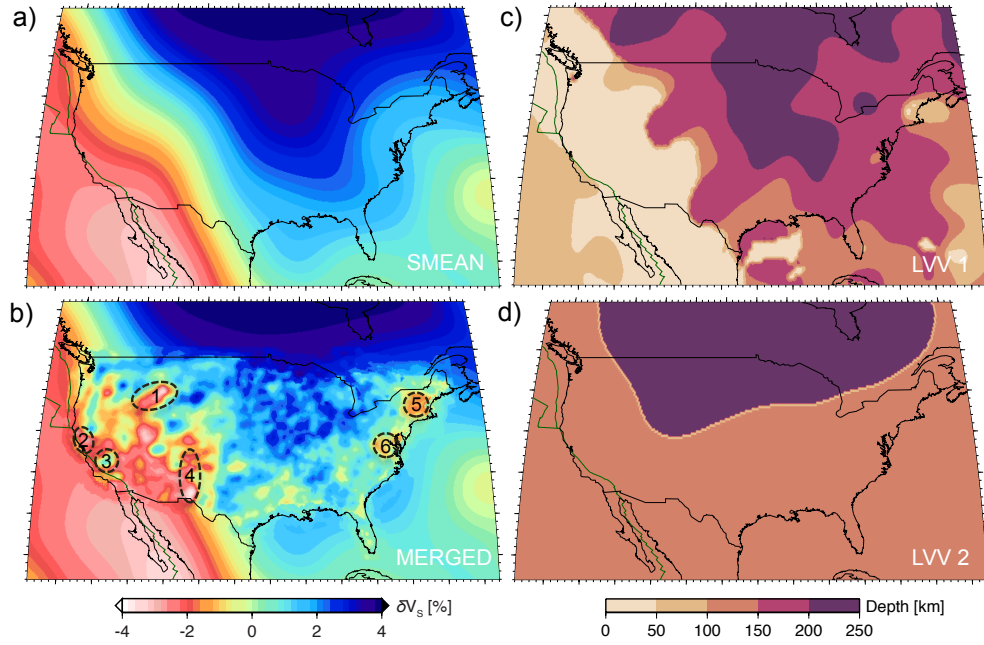 a)
SMEAN
c)
LVV 1
b)
1
2
3
4
5
6
MERGED
d)
LVV 2
δVS [%]
-4 -2 0 2 4
Depth [km]
0 50 100 150 200 250